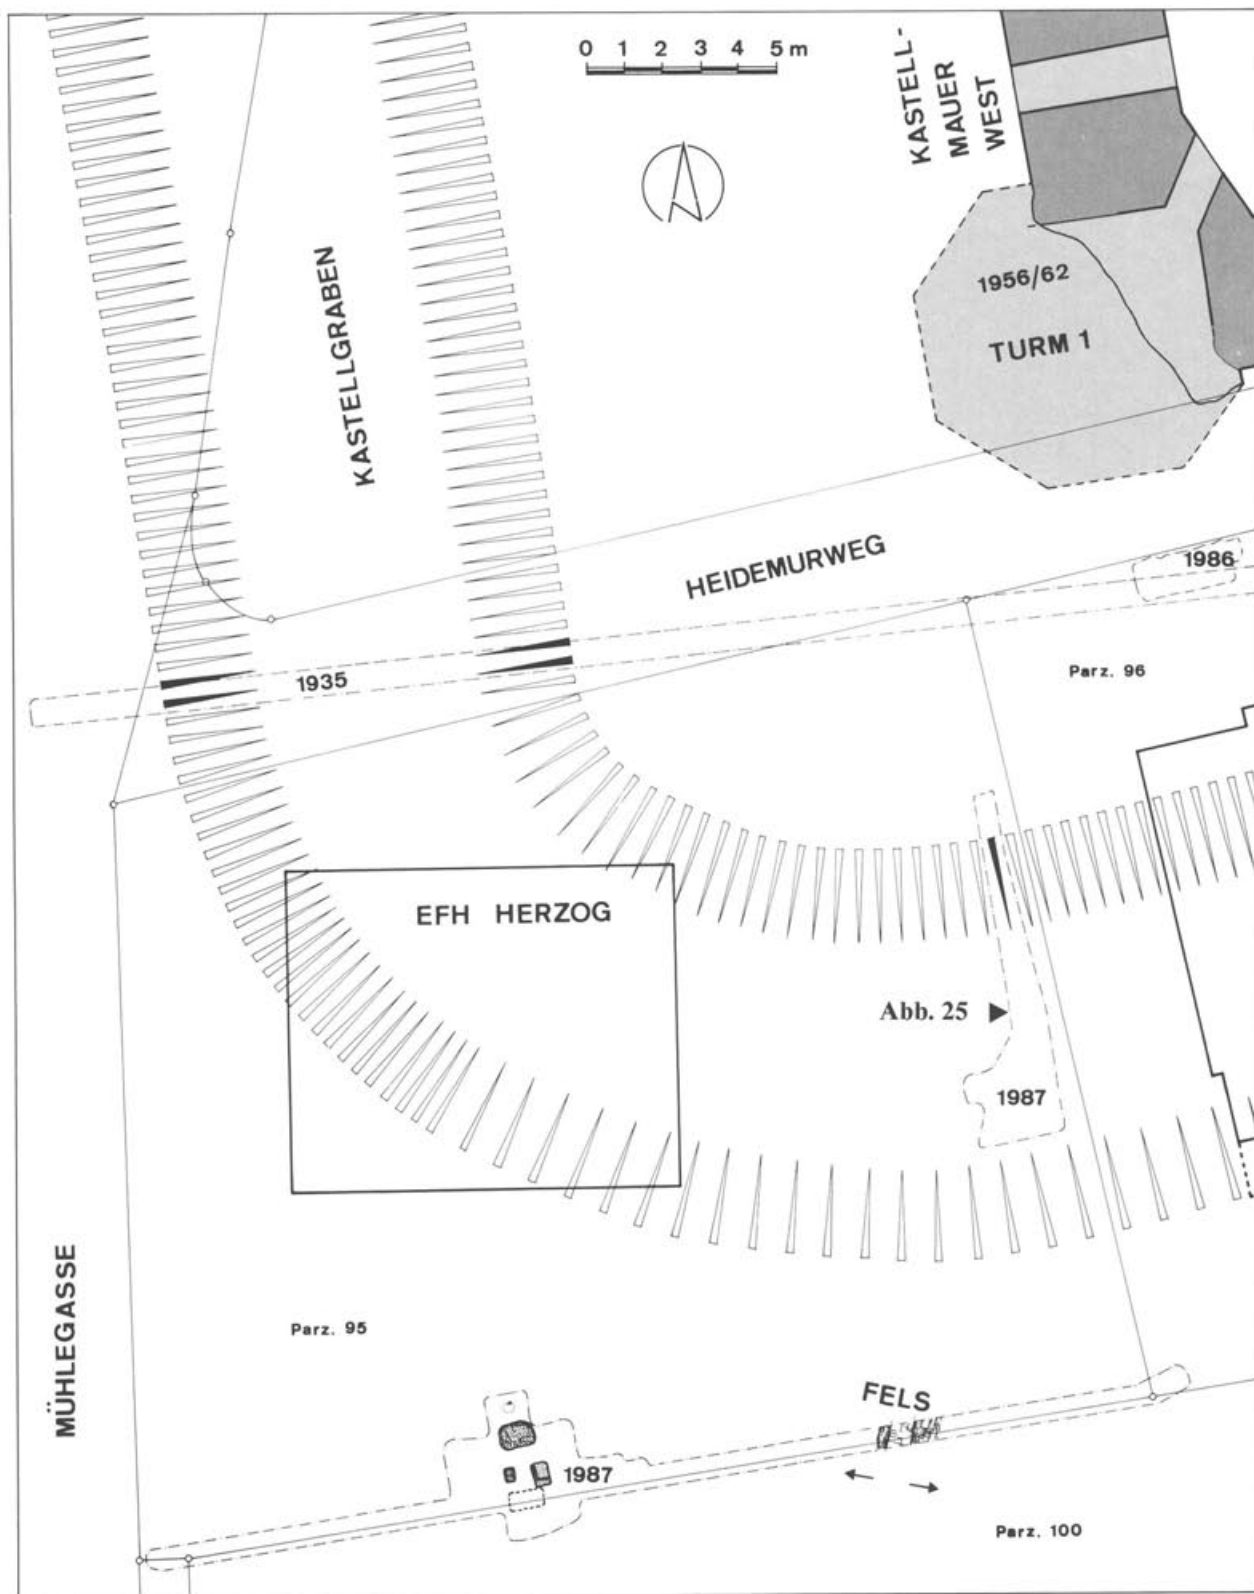 0 1 2 3 4 5 m
KASTELL-
MAUER
WEST
KASTELLGRABEN
1956/62
TURM 1
HEIDEMURWEG
1986
1935
Parz. 96
EFH HERZOG
Abb. 25
1987
MÜHLEGASSE
Parz. 95
FELS
1987
Parz. 100